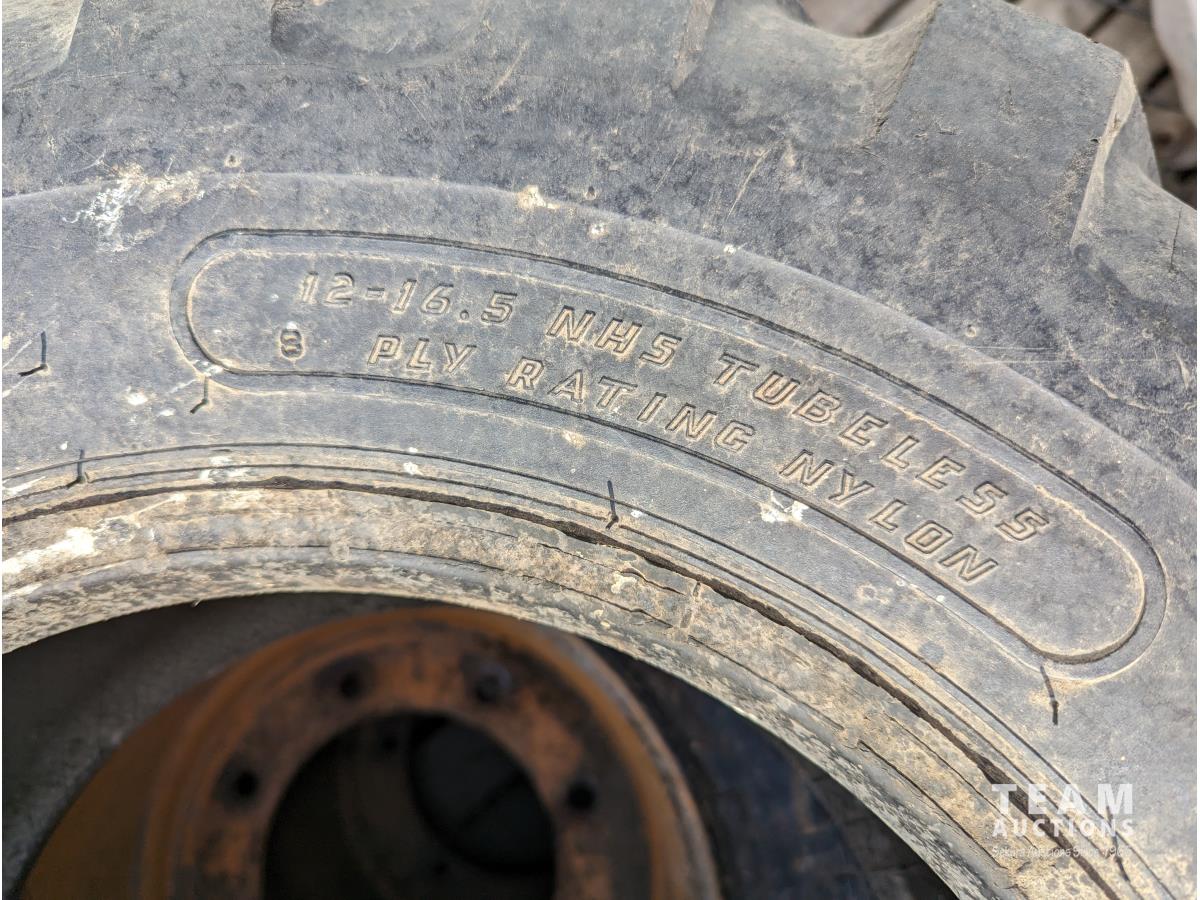 12-16.5 NHS TUBELESS
8 PLY RATING NYLON
TEAM
AUCTIONS